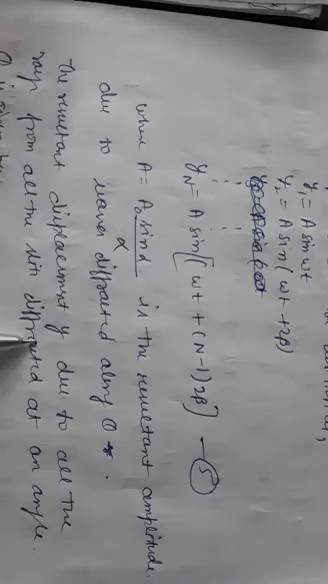 y₁ = A sin ωt
y₂ = A sin (ωt + 2β)
y_N = A sin [ωt + (N-1) 2β] — (5)
where A = A₀ sin α / α is the resultant amplitude
due to waves diffracted along θ.
The resultant displacement y due to all the
rays from all the slits diffracted at an angle